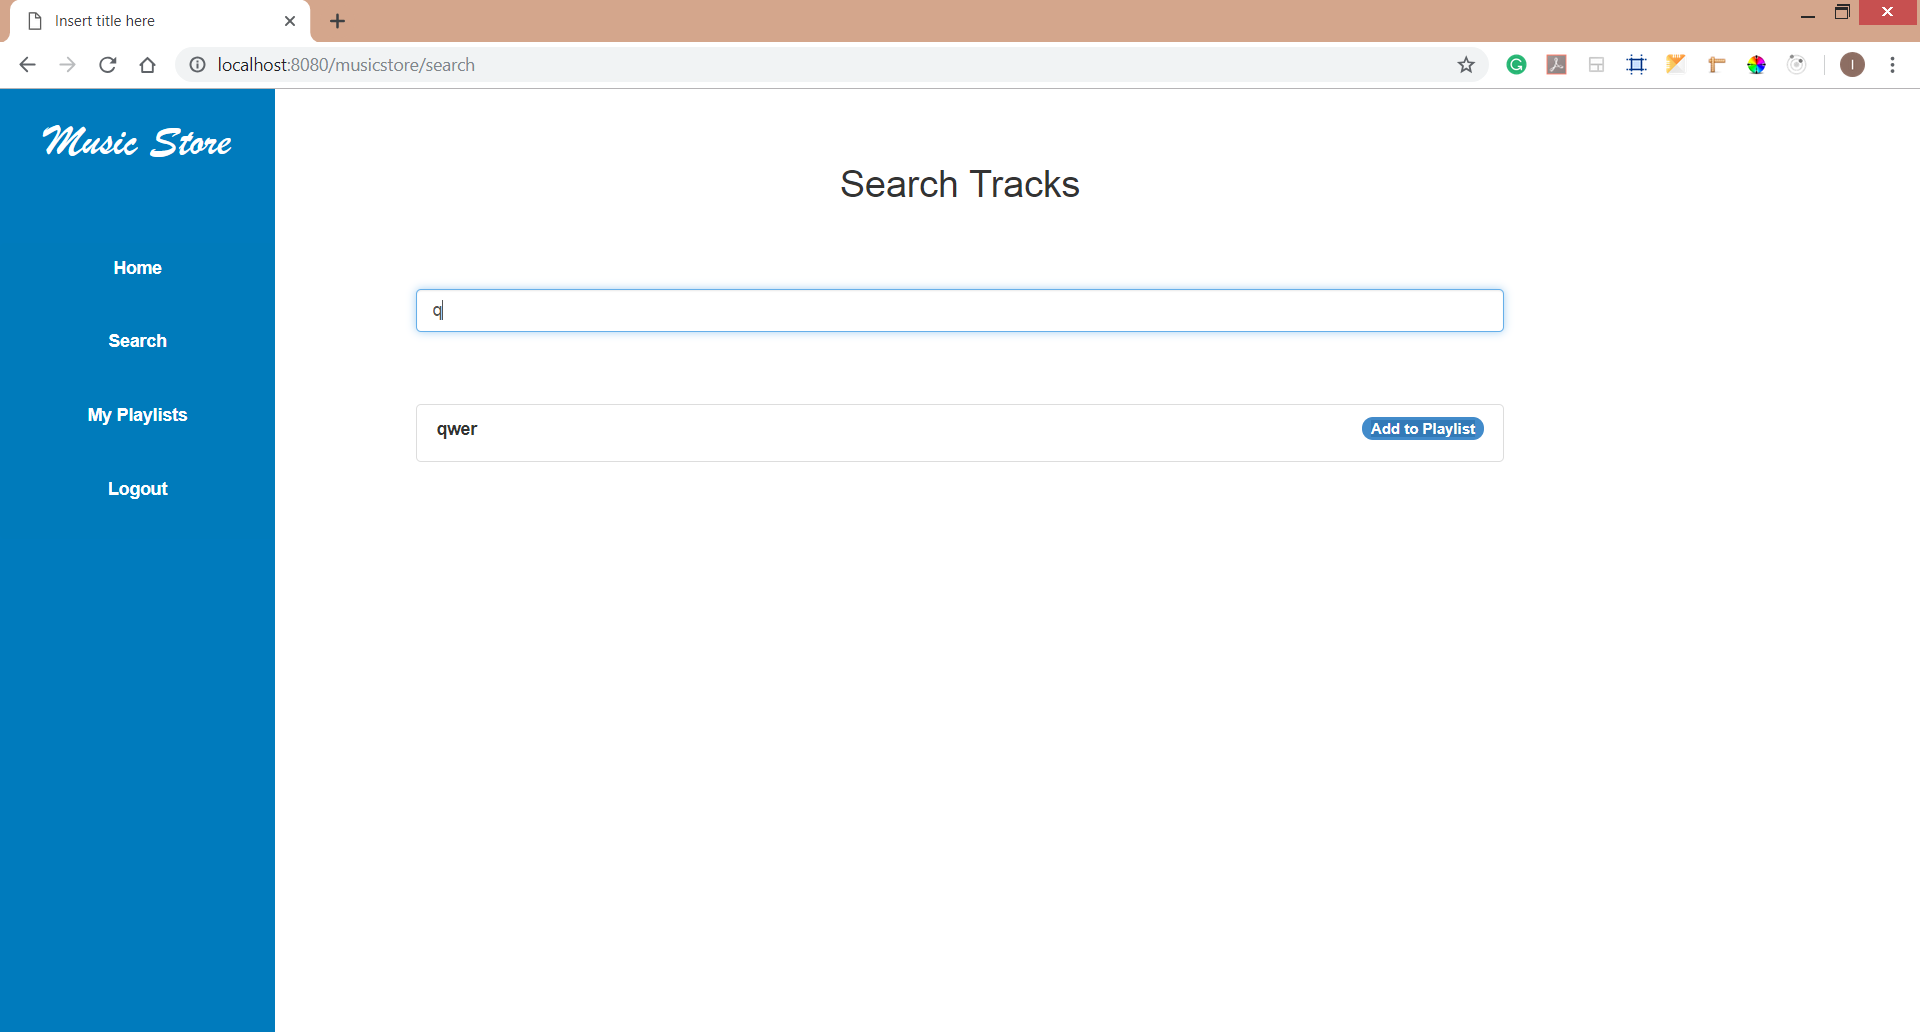 Insert title here
localhost:8080/musicstore/search
I
Music Store
Home
Search
My Playlists
Logout
Search Tracks
q
qwer
Add to Playlist